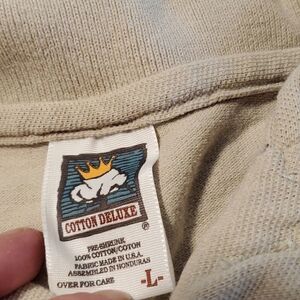 COTTON DELUXE
®
PRE-SHRUNK
100% COTTON/COTON
FABRIC MADE IN U.S.A.
ASSEMBLED IN HONDURAS
OVER FOR CARE
-L-